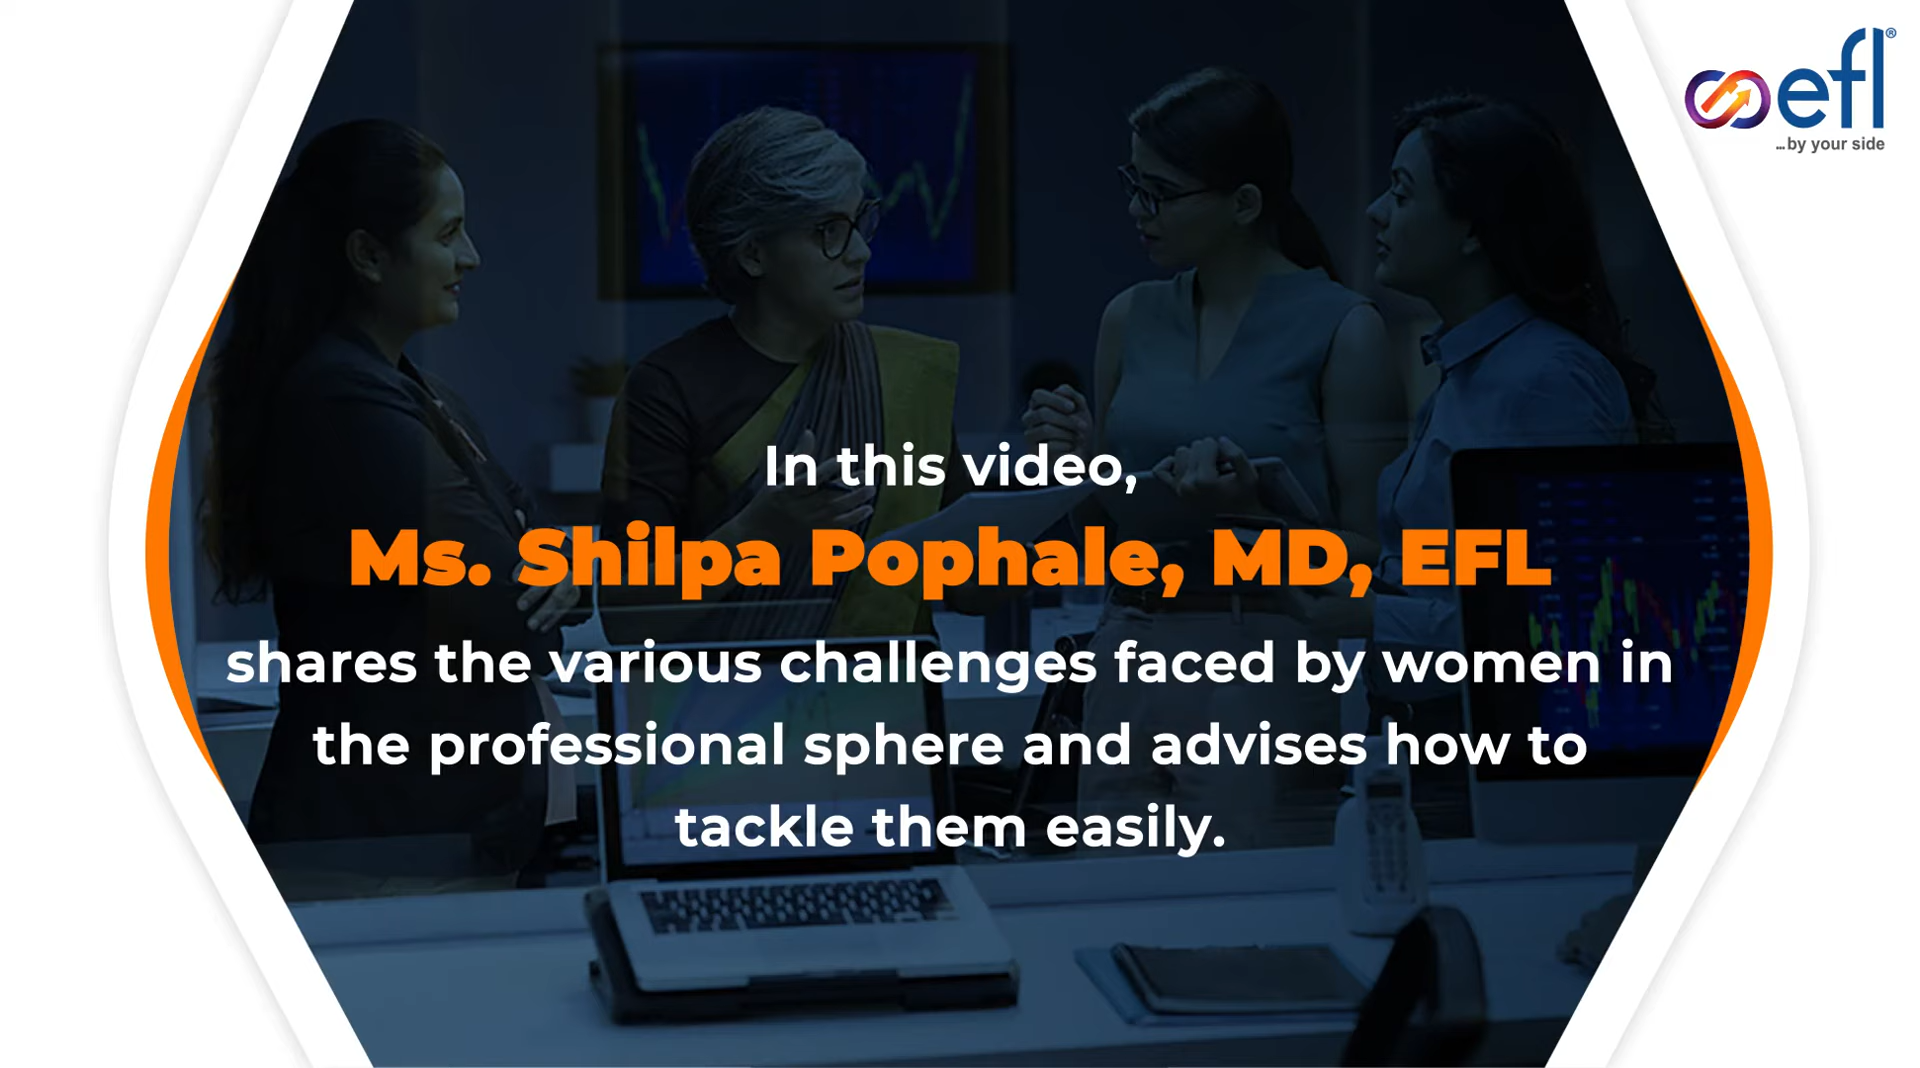 efl®
...by your side
In this video,
Ms. Shilpa Pophale, MD, EFL
shares the various challenges faced by women in
the professional sphere and advises how to
tackle them easily.